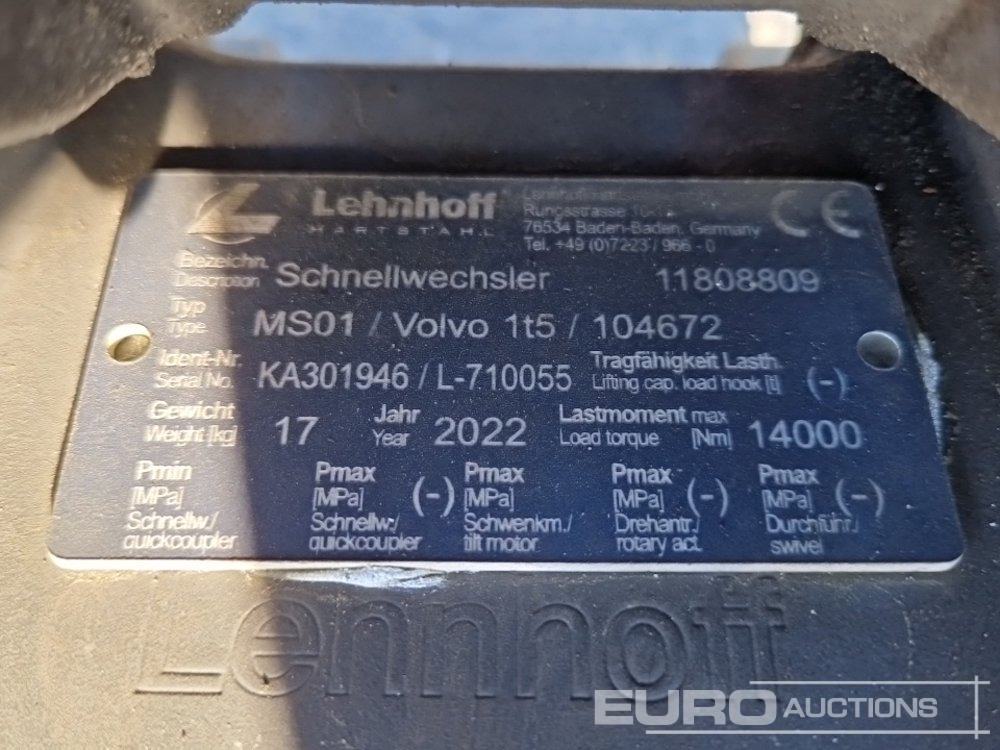 Lehnhoff
HARTSTAHL
76534 Baden-Baden, Germany
Tel. +49 (0)7223/ 966 - 0
CE
Bezeichn.
Description
Schnellwechsler 11808809
Typ
Type
MS01 / Volvo 1t5 / 104672
Ident-Nr.
Serial No.
KA301946 / L-710055
Tragfähigkeit Lasth.
Lifting cap. load hook [t] (-)
Gewicht
Weight [kg]
17
Jahr
Year
2022
Lastmoment max
Load torque [Nm]
14000
Pmin
[MPa]
Schnellw./
quickcoupler
Pmax
[MPa] (-)
Schnellw./
quickcoupler
Pmax
[MPa]
Schwenkm./
tilt motor
Pmax
[MPa] (-)
Drehantr./
rotary act.
Pmax
[MPa] (-)
Durchführ./
swivel
Lehnhoff
EURO AUCTIONS